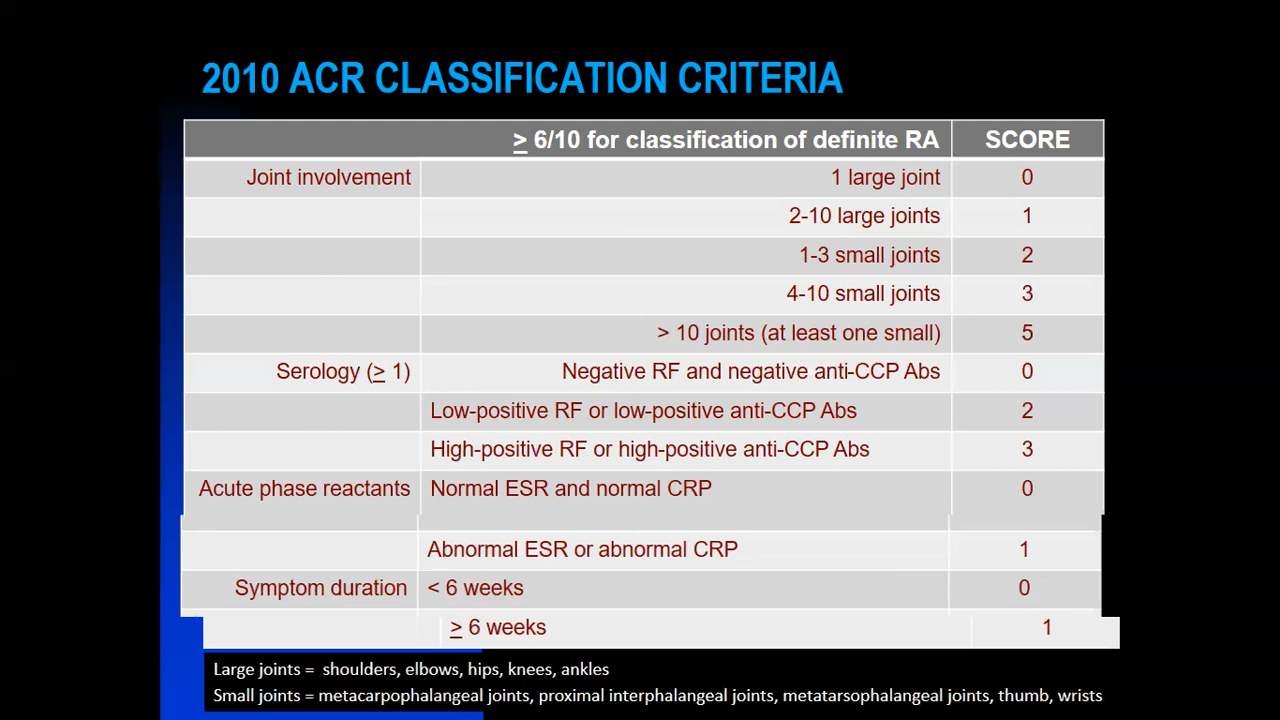 2010 ACR CLASSIFICATION CRITERIA
≥ 6/10 for classification of definite RA SCORE
Joint involvement 1 large joint 0
2-10 large joints 1
1-3 small joints 2
4-10 small joints 3
> 10 joints (at least one small) 5
Serology (≥ 1) Negative RF and negative anti-CCP Abs 0
Low-positive RF or low-positive anti-CCP Abs 2
High-positive RF or high-positive anti-CCP Abs 3
Acute phase reactants Normal ESR and normal CRP 0
Abnormal ESR or abnormal CRP 1
Symptom duration < 6 weeks 0
≥ 6 weeks 1
Large joints = shoulders, elbows, hips, knees, ankles
Small joints = metacarpophalangeal joints, proximal interphalangeal joints, metatarsophalangeal joints, thumb, wrists